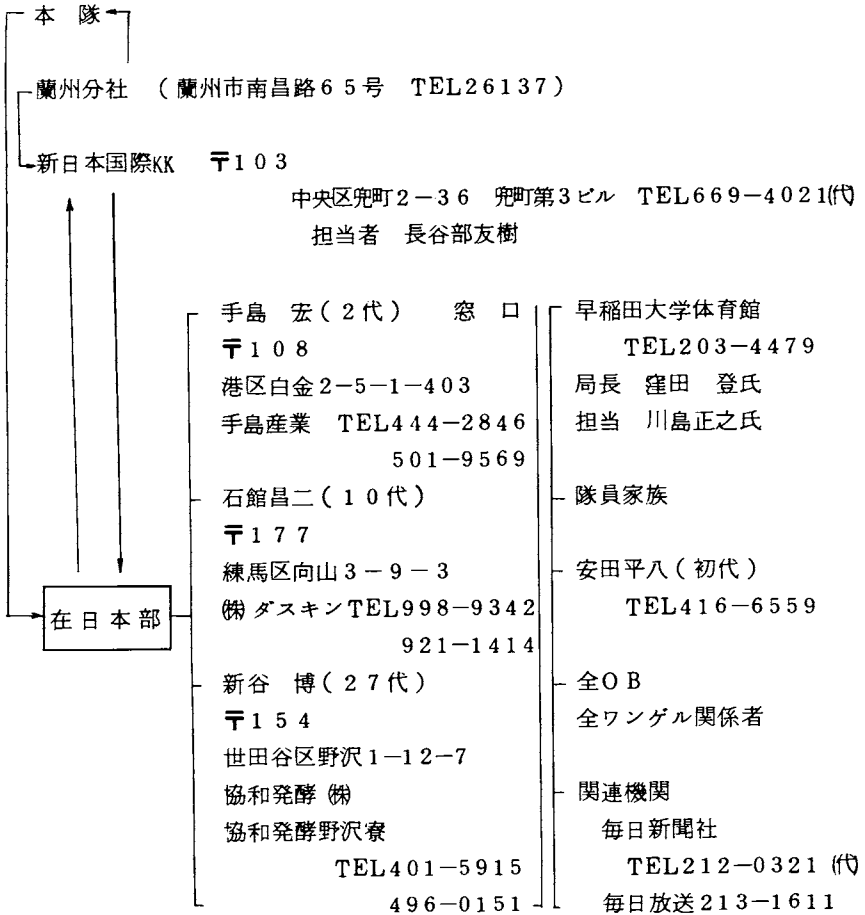 本 隊
蘭州分社 (蘭州市南昌路65号 TEL26137)
新日本国際KK 〒103
中央区兜町2-36 兜町第3ビル TEL669-4021(代)
担当者 長谷部友樹
在日本部
手島 宏(2代) 窓 口
〒108
港区白金2-5-1-403
手島産業 TEL444-2846
501-9569
石館昌二(10代)
〒177
練馬区向山3-9-3
㈱ダスキンTEL998-9342
921-1414
新谷 博(27代)
〒154
世田谷区野沢1-12-7
協和発酵㈱
協和発酵野沢寮
TEL401-5915
496-0151
早稲田大学体育館
TEL203-4479
局長 窪田 登氏
担当 川島正之氏
隊員家族
安田平八(初代)
TEL416-6559
全OB
全ワンゲル関係者
関連機関
毎日新聞社
TEL212-0321(代)
毎日放送213-1611